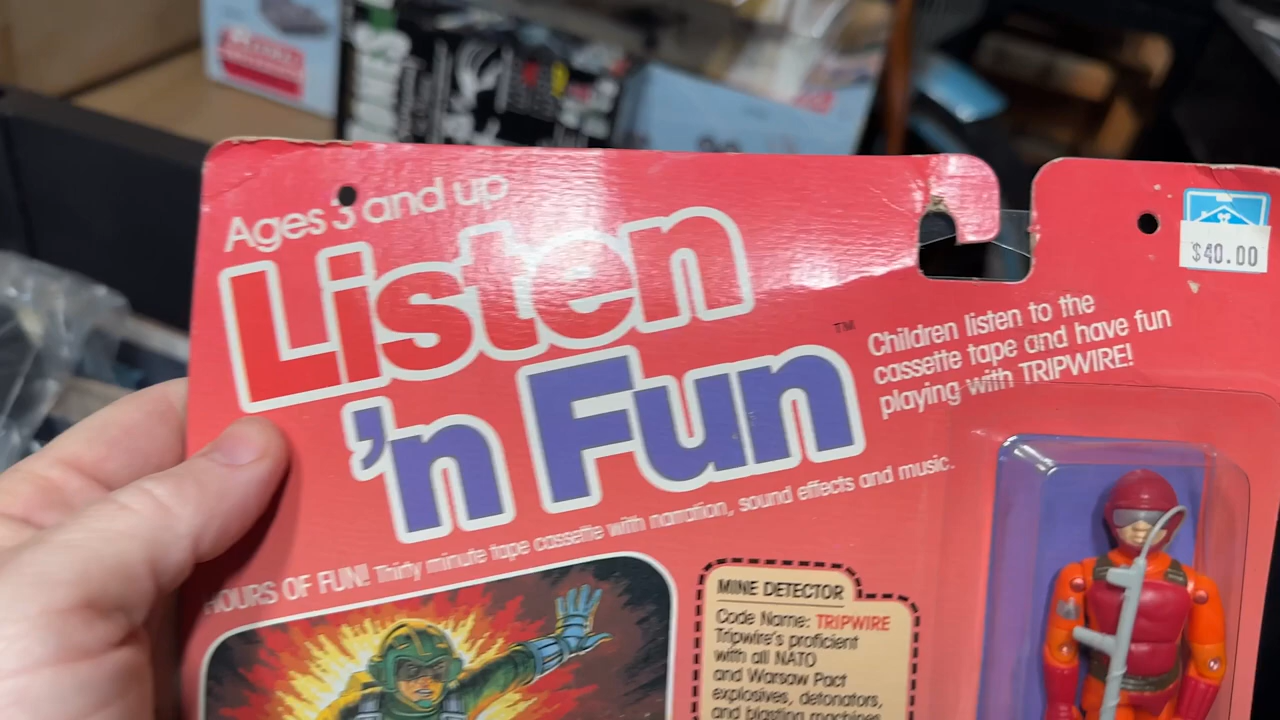 Ages 3 and up
Listen
'n Fun
TM
$40.00
Children listen to the
cassette tape and have fun
playing with TRIPWIRE!
HOURS OF FUN! Thirty minute tape cassette with narration, sound effects and music.
MINE DETECTOR
Code Name: TRIPWIRE
Tripwire's proficient
with all NATO
and Warsaw Pact
explosives, detonators,
and blasting machines